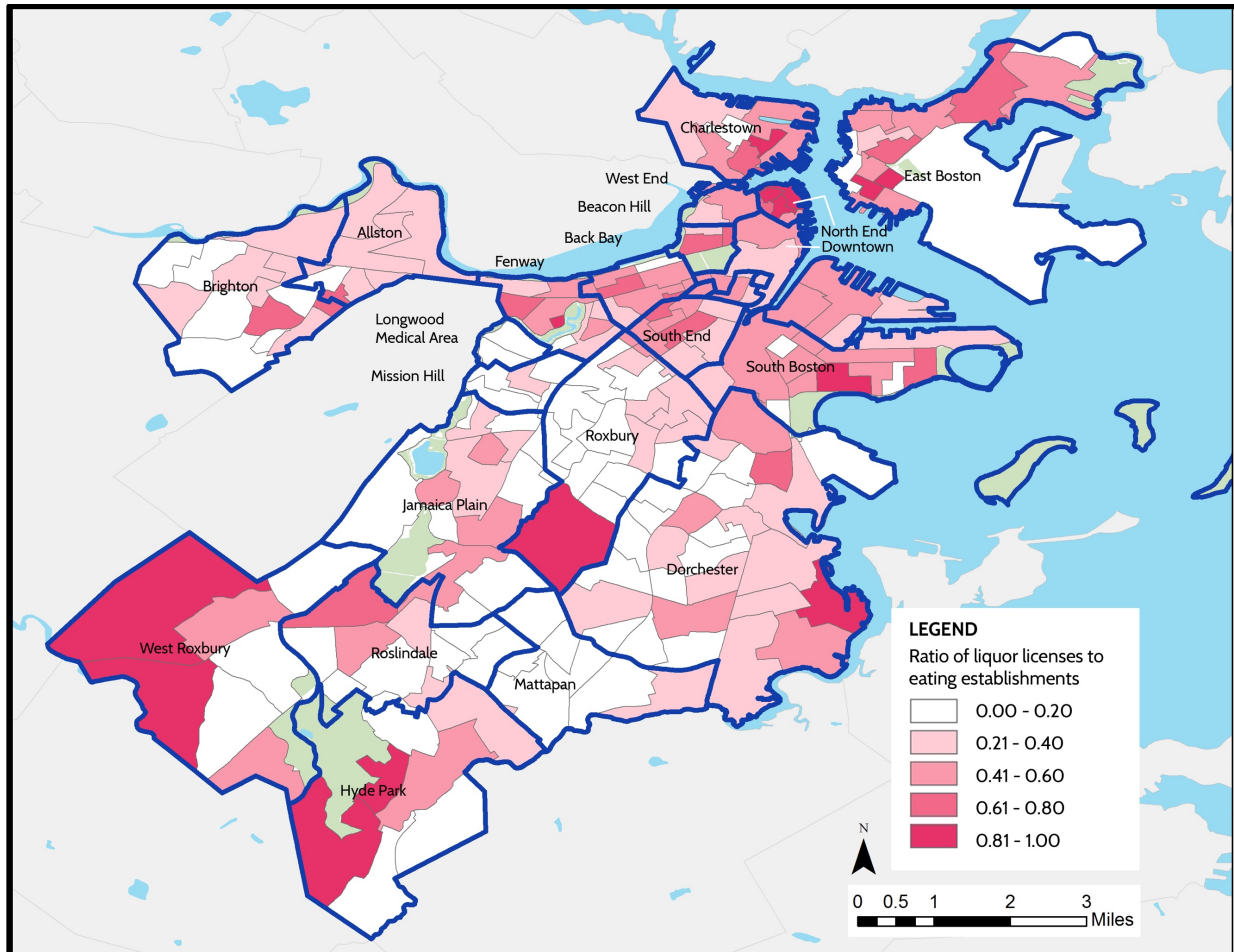 Charlestown
West End
East Boston
Beacon Hill
North End
Downtown
Back Bay
Allston
Fenway
Brighton
Longwood
Medical Area
South End
South Boston
Mission Hill
Roxbury
Jamaica Plain
Dorchester
West Roxbury
Roslindale
Mattapan
Hyde Park
LEGEND
Ratio of liquor licenses to
eating establishments
0.00 - 0.20
0.21 - 0.40
0.41 - 0.60
0.61 - 0.80
0.81 - 1.00
N
0 0.5 1 2 3
Miles